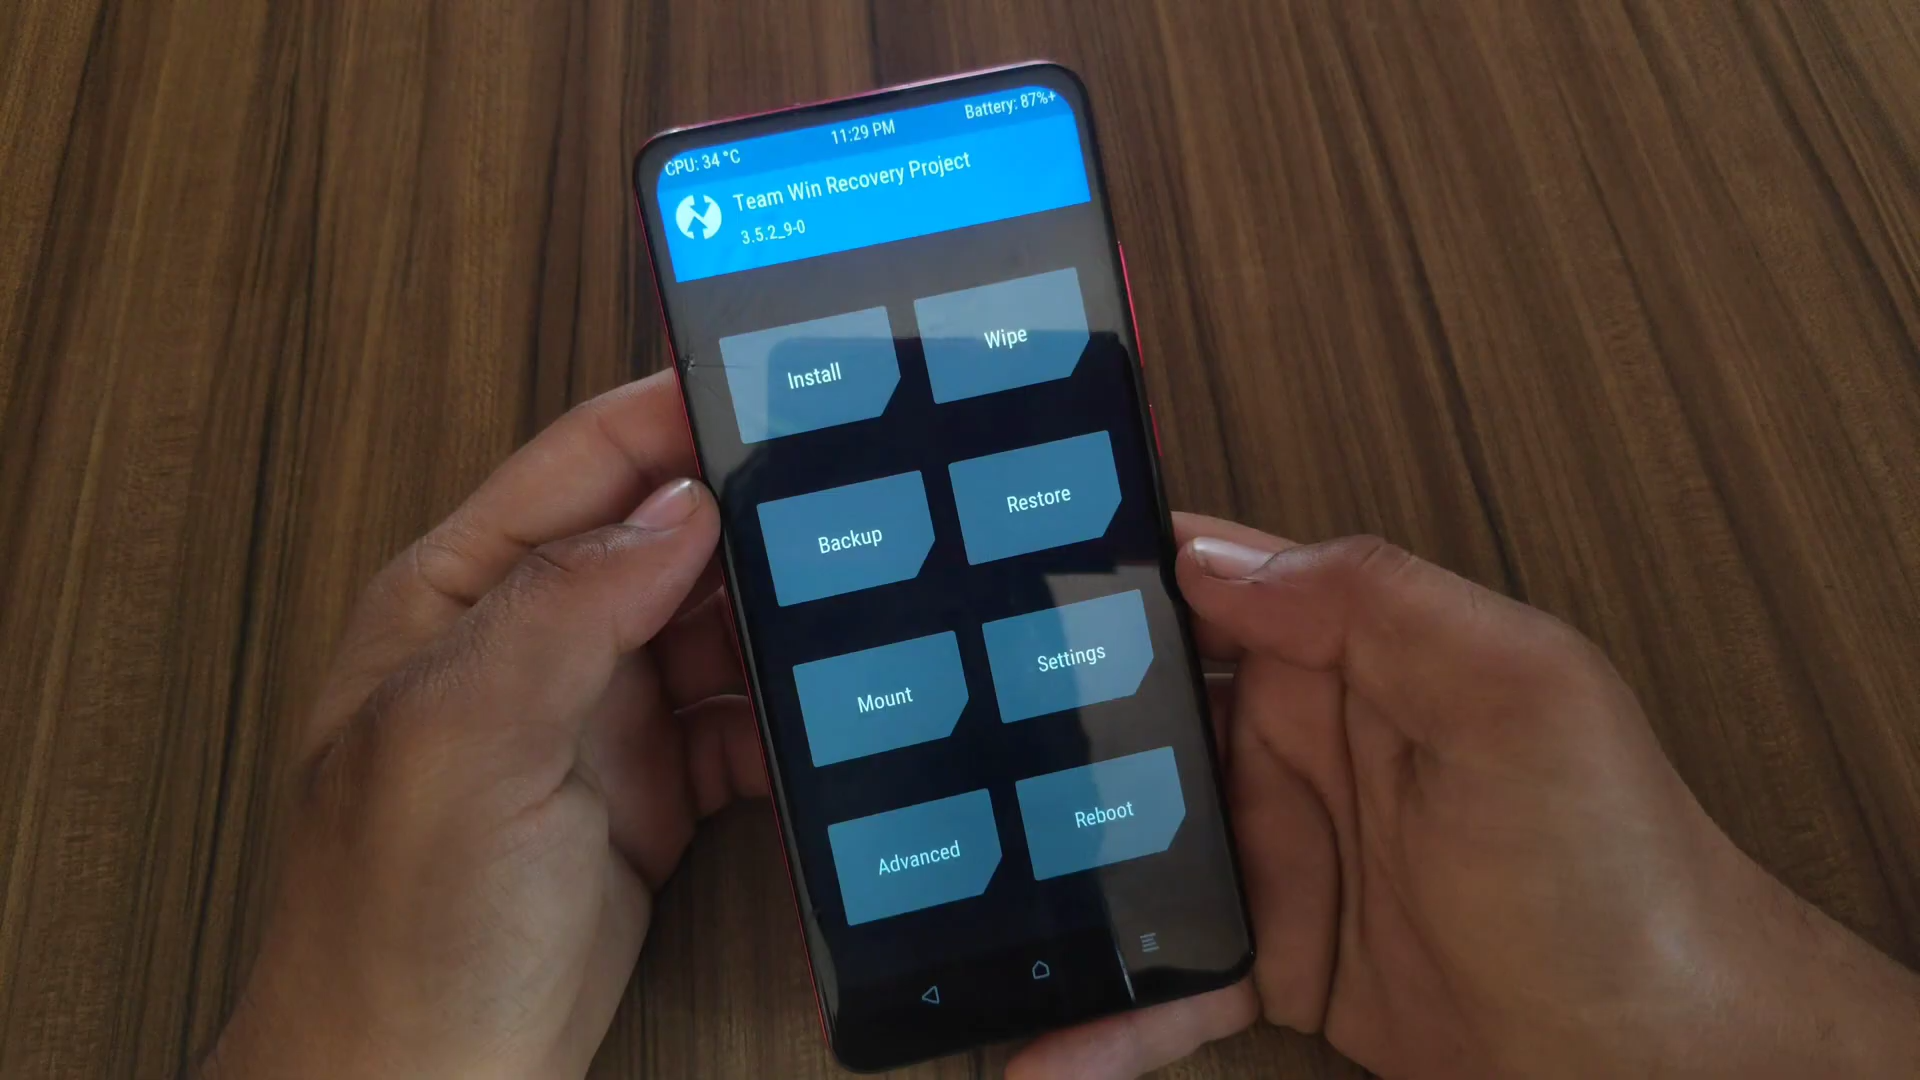 CPU: 34 °C 11:29 PM Battery: 87%+
Team Win Recovery Project
3.5.2_9-0
Install Wipe
Backup Restore
Mount Settings
Advanced Reboot